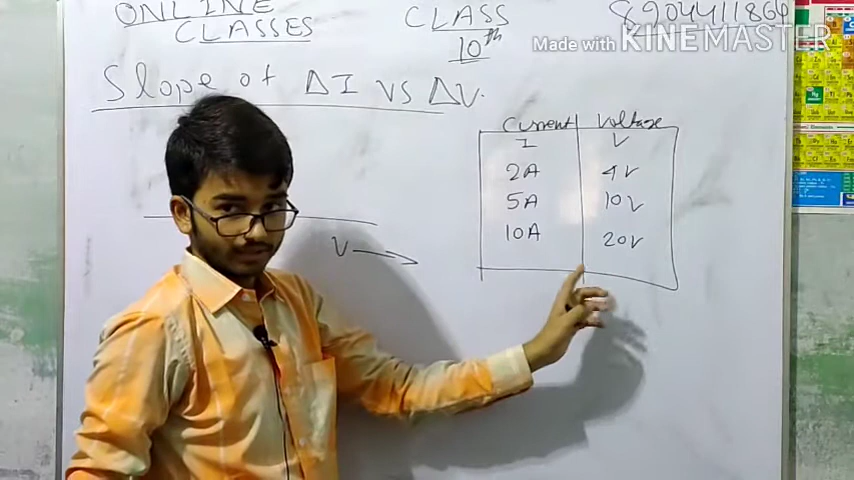 ONLINE
CLASSES
CLASS
10th
8904411860
Made with KINEMASTER
Slope of ΔI vs ΔV.
Current Voltage
I V
2A 4V
5A 10V
10A 20V
V →